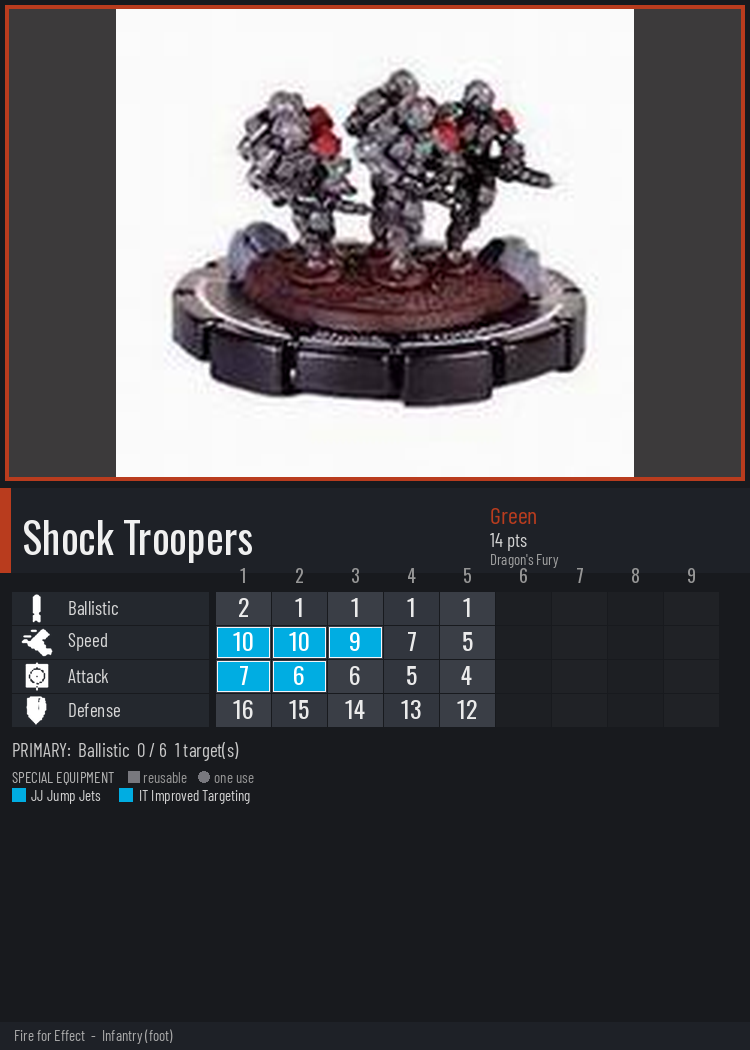 Shock Troopers
Green
14 pts
Dragon's Fury
1 2 3 4 5 6 7 8 9
Ballistic 2 1 1 1 1
Speed 10 10 9 7 5
Attack 7 6 6 5 4
Defense 16 15 14 13 12
PRIMARY: Ballistic 0 / 6 1 target(s)
SPECIAL EQUIPMENT reusable one use
JJ Jump Jets IT Improved Targeting
Fire for Effect - Infantry (foot)